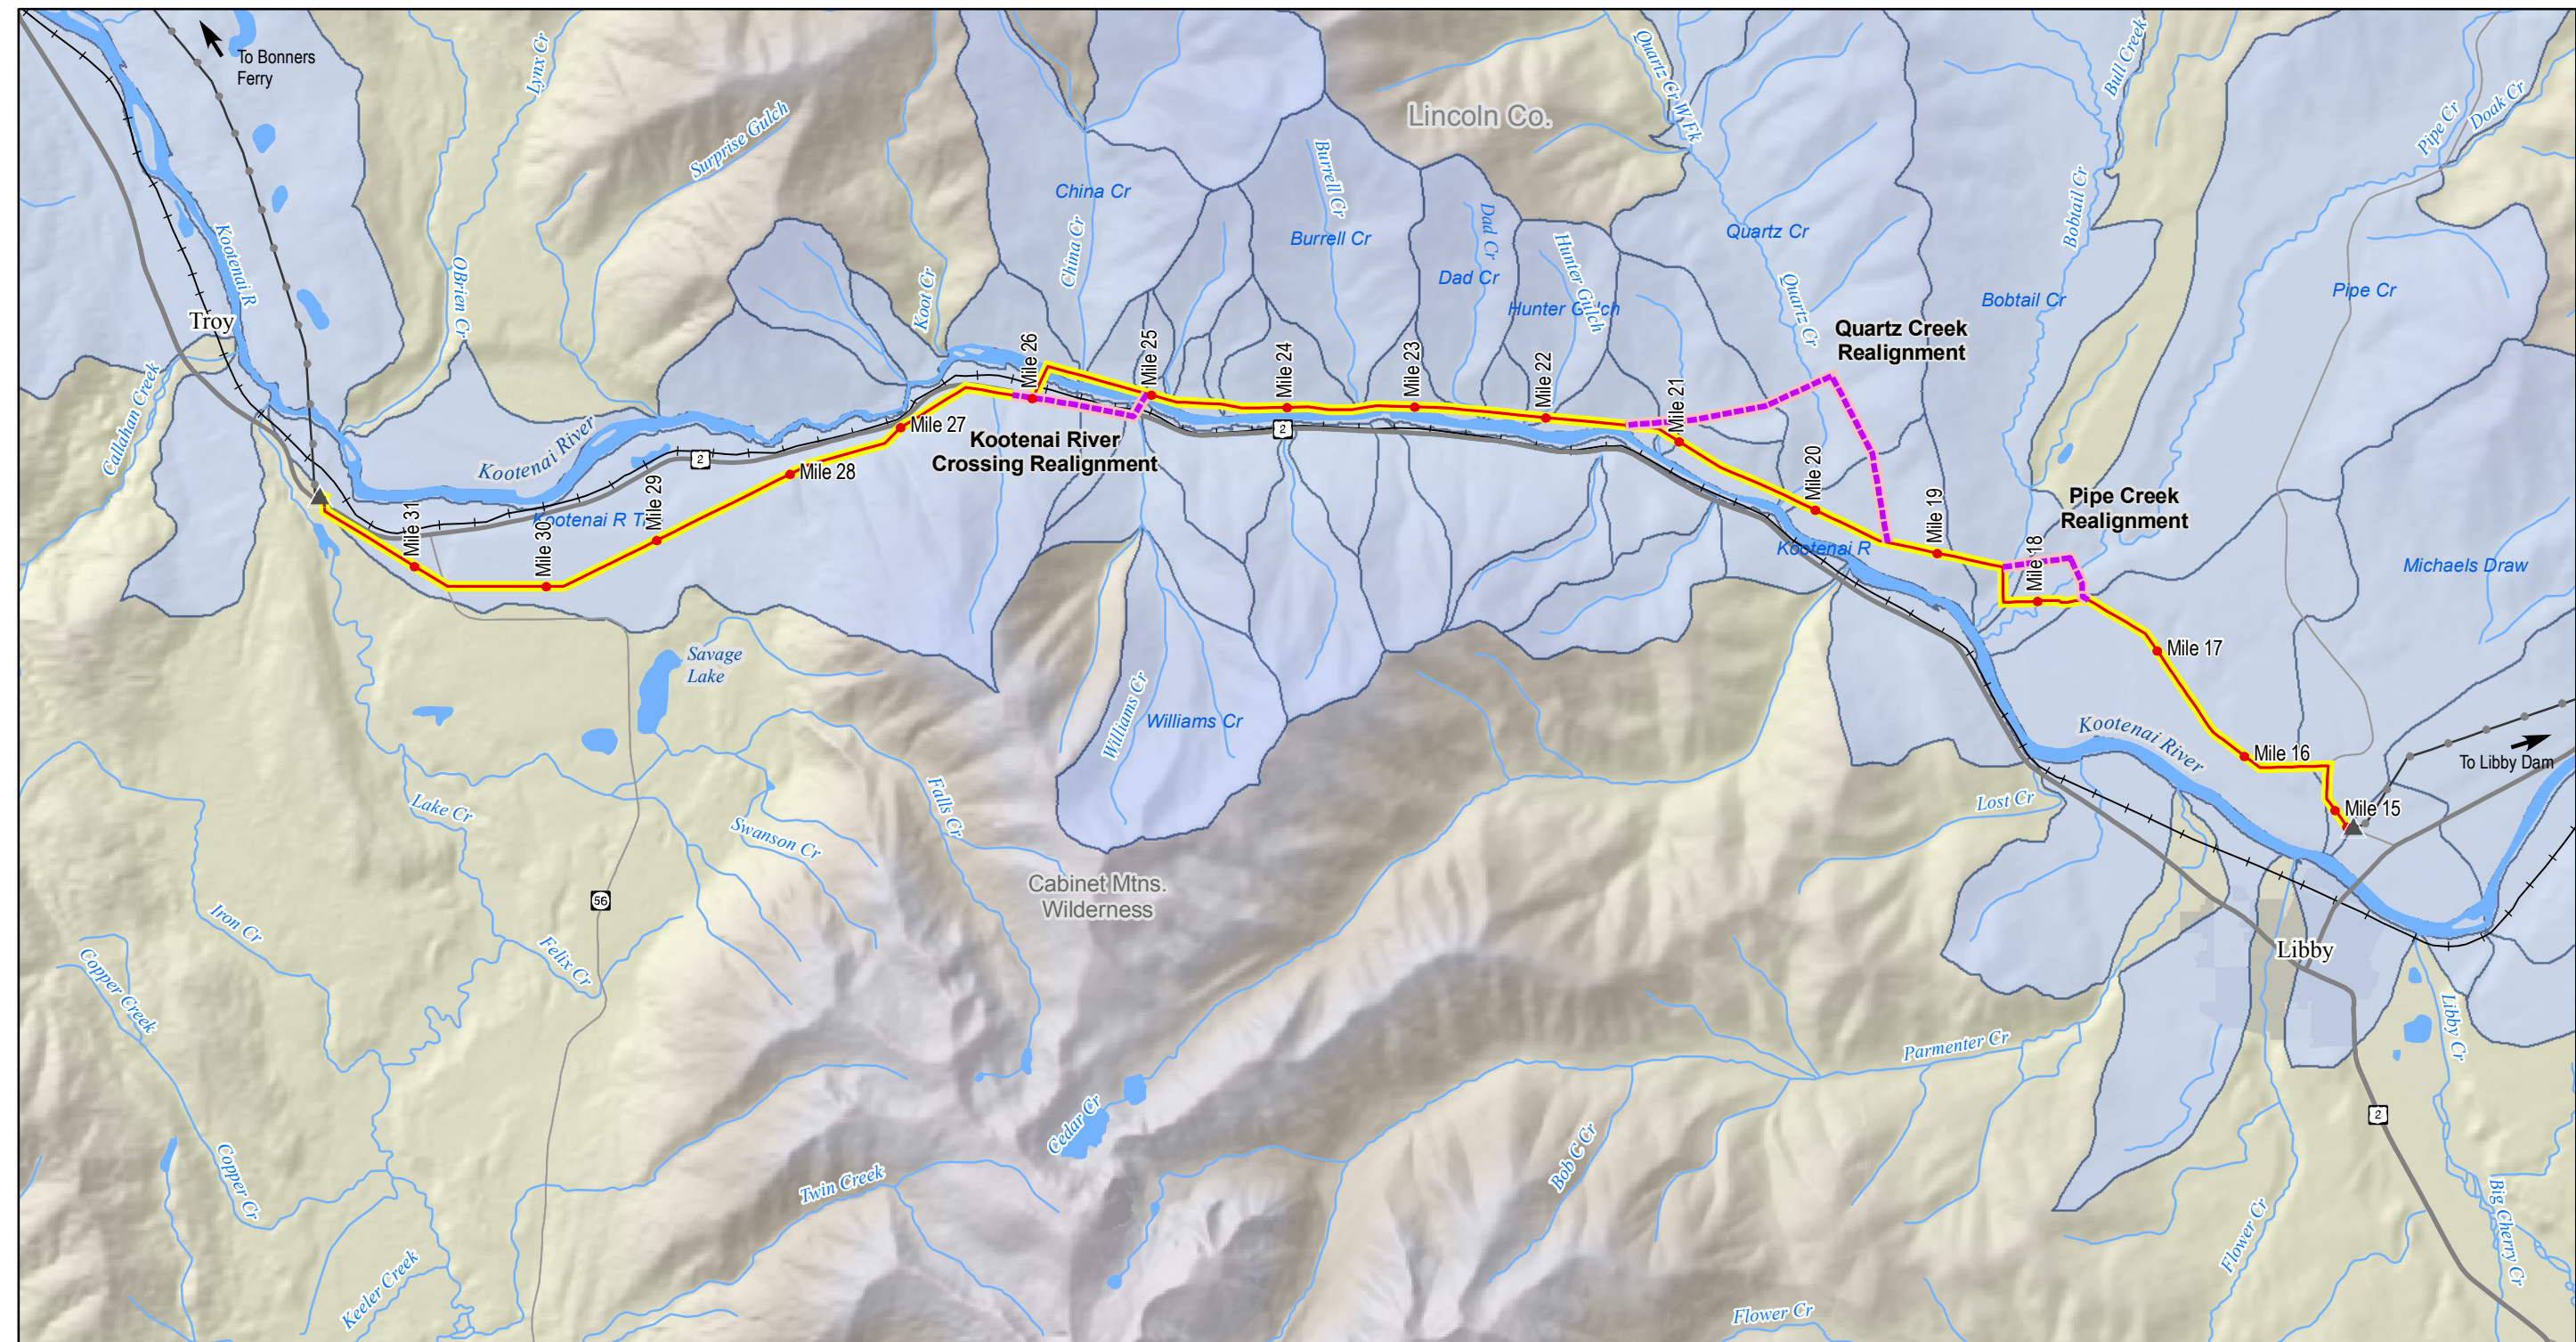 To Bonners
Ferry
Lynx Cr
Surprise Gulch
Kootenai R
OBrien Cr
Troy
Callahan Creek
Koot Cr
China Cr
China Cr
Burrell Cr
Burrell Cr
Lincoln Co.
Dad Cr
Dad Cr
Hunter Gulch
Hunter Gulch
Quartz Cr W Fk
Quartz Cr
Quartz Cr
Bull Creek
Bobtail Cr
Bobtail Cr
Pipe Cr
Doak Cr
Pipe Cr
Quartz Creek
Realignment
Pipe Creek
Realignment
Michaels Draw
Mile 31
Mile 30
Mile 29
Mile 28
Mile 27
Mile 26
Mile 25
Mile 24
Mile 23
Mile 22
Mile 21
Mile 20
Mile 19
Mile 18
Mile 17
Mile 16
Mile 15
Kootenai River
Kootenai River
Crossing Realignment
2
2
Kootenai R
Kootenai River
To Libby Dam
Savage
Lake
Williams Cr
Williams Cr
Falls Cr
Lake Cr
Swanson Cr
Lost Cr
Cabinet Mtns.
Wilderness
56
Iron Cr
Felix Cr
Copper Creek
Copper Cr
Keeler Creek
Twin Creek
Cedar Cr
Bob C Cr
Parmenter Cr
Libby
Libby Cr
2
Flower Cr
Flower Cr
Big Cherry Cr